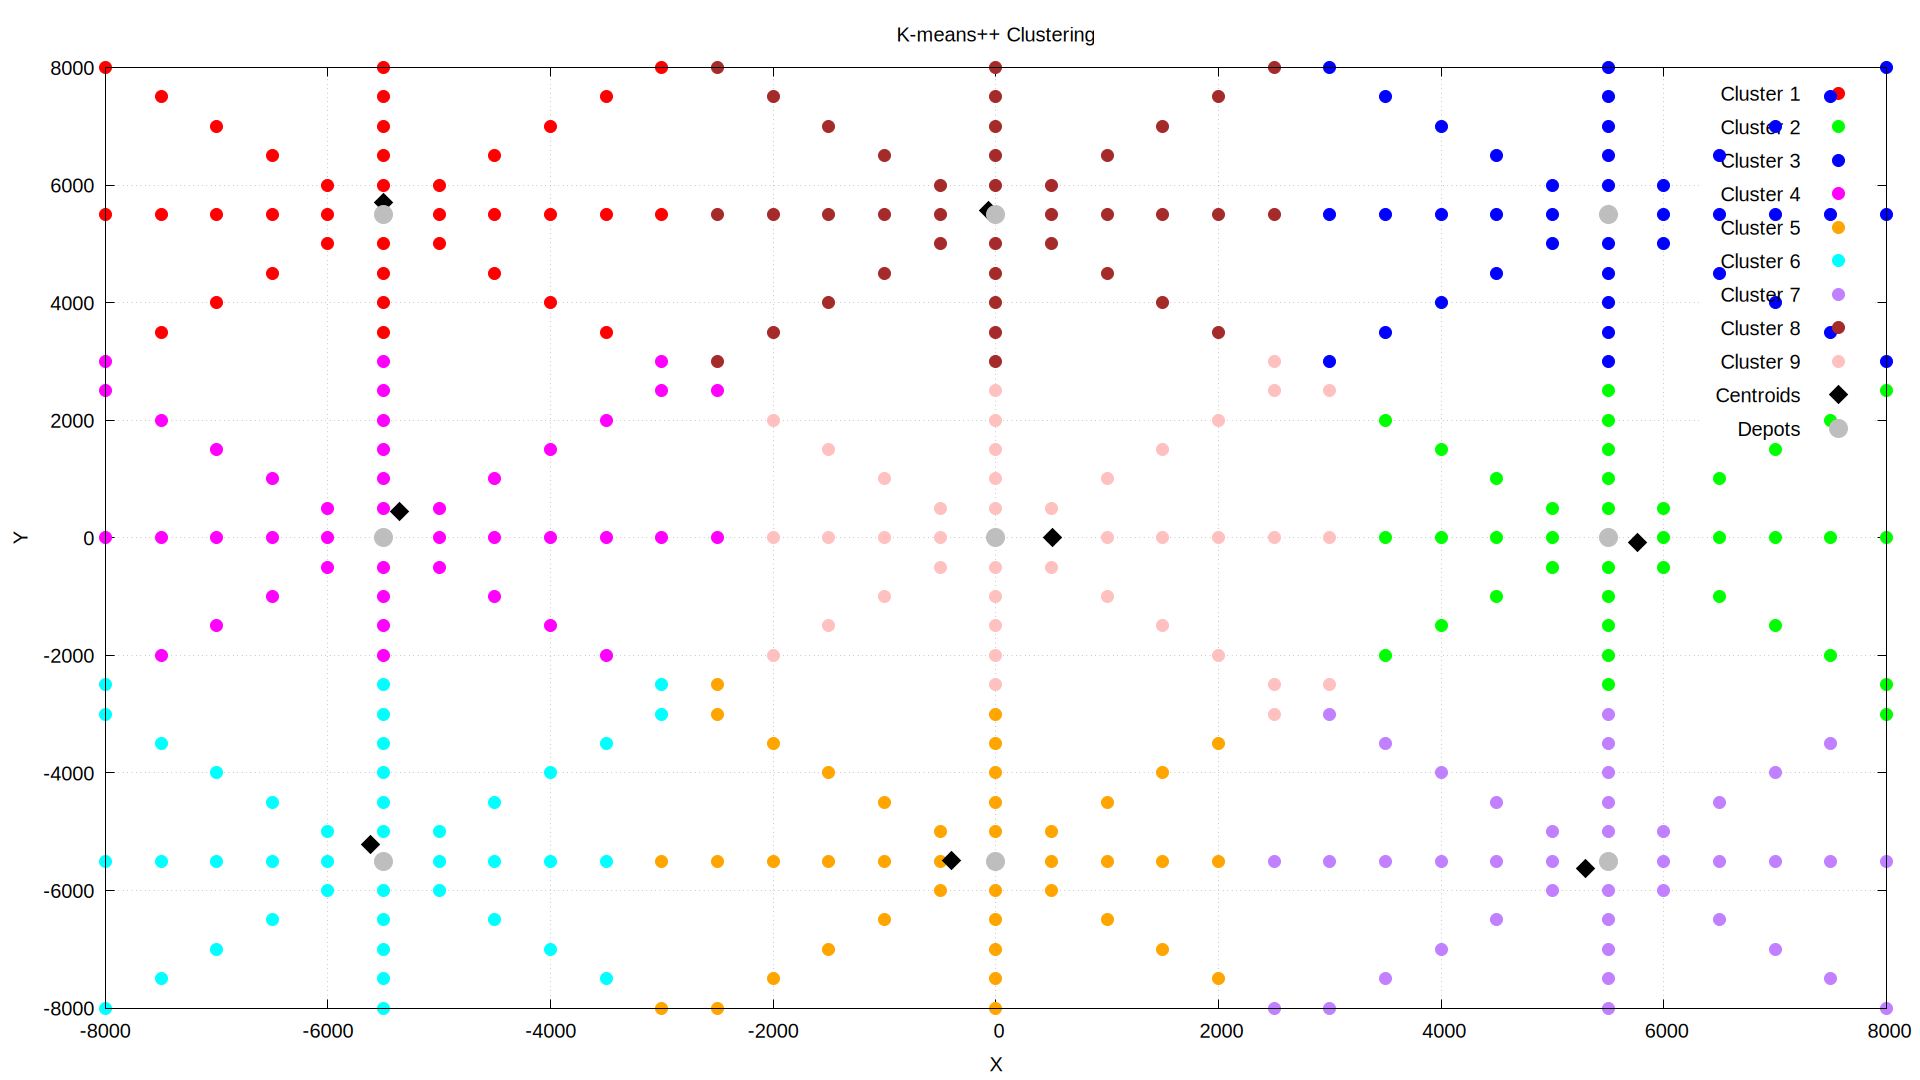 K-means++ Clustering
8000
6000
4000
2000
0
-2000
-4000
-6000
-8000
-8000
-6000
-4000
-2000
0
2000
4000
6000
8000
X
Y
Cluster 1
Cluster 2
Cluster 3
Cluster 4
Cluster 5
Cluster 6
Cluster 7
Cluster 8
Cluster 9
Centroids
Depots